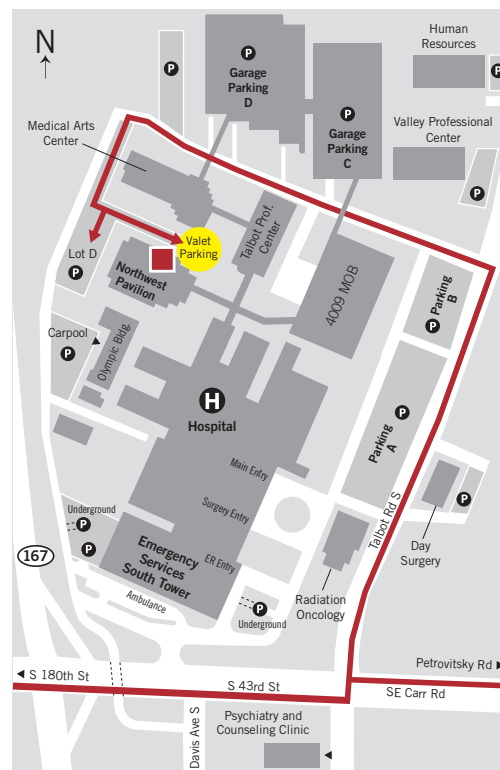 N
P
P
Garage
Parking
D
P
Garage
Parking
C
Human
Resources
P
Valley Professional
Center
P
Medical Arts
Center
Talbot Prof.
Center
Valet
Parking
Lot D
P
Northwest
Pavilion
4009 MOB
Parking
B
P
Carpool
P
Olympic Bldg.
H
Hospital
P
Parking
A
Main Entry
Surgery Entry
ER Entry
Underground
P
P
167
Emergency
Services
South Tower
Ambulance
P
Underground
Radiation
Oncology
Talbot Rd S
P
Day
Surgery
S 180th St
S 43rd St
Petrovitsky Rd
SE Carr Rd
Davis Ave S
Psychiatry and
Counseling Clinic